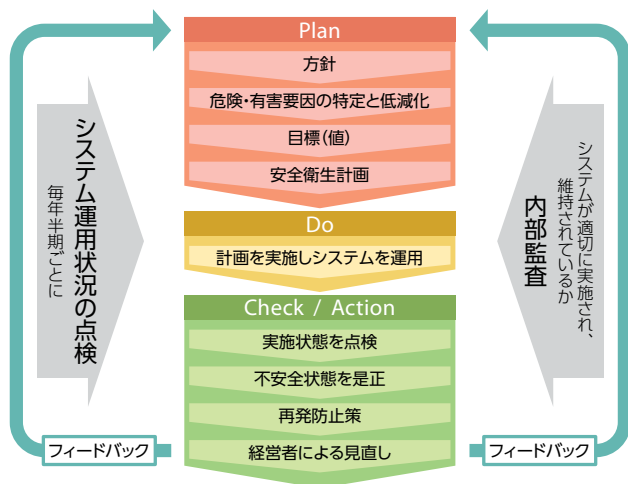 Plan
方針
危険・有害要因の特定と低減化
目標(値)
安全衛生計画
Do
計画を実施しシステムを運用
Check / Action
実施状態を点検
不安全状態を是正
再発防止策
経営者による見直し
システム運用状況の点検
毎年半期ごとに
システムが適切に実施され、
維持されているか
内部監査
フィードバック
フィードバック